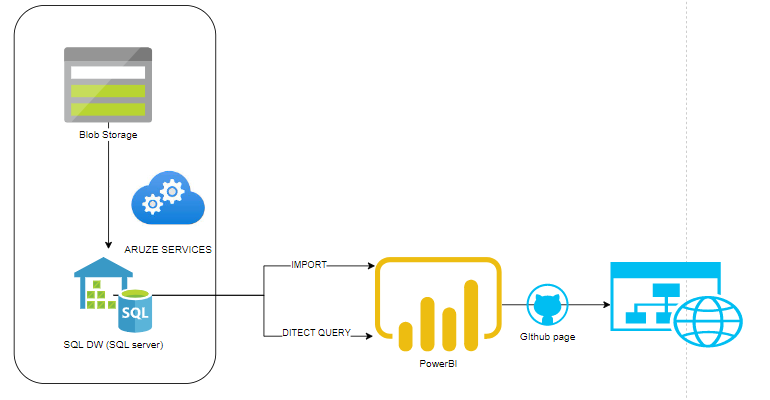 Blob Storage
ARUZE SERVICES
IMPORT
SQL
DITECT QUERY
SQL DW (SQL server)
GIthub page
PowerBI